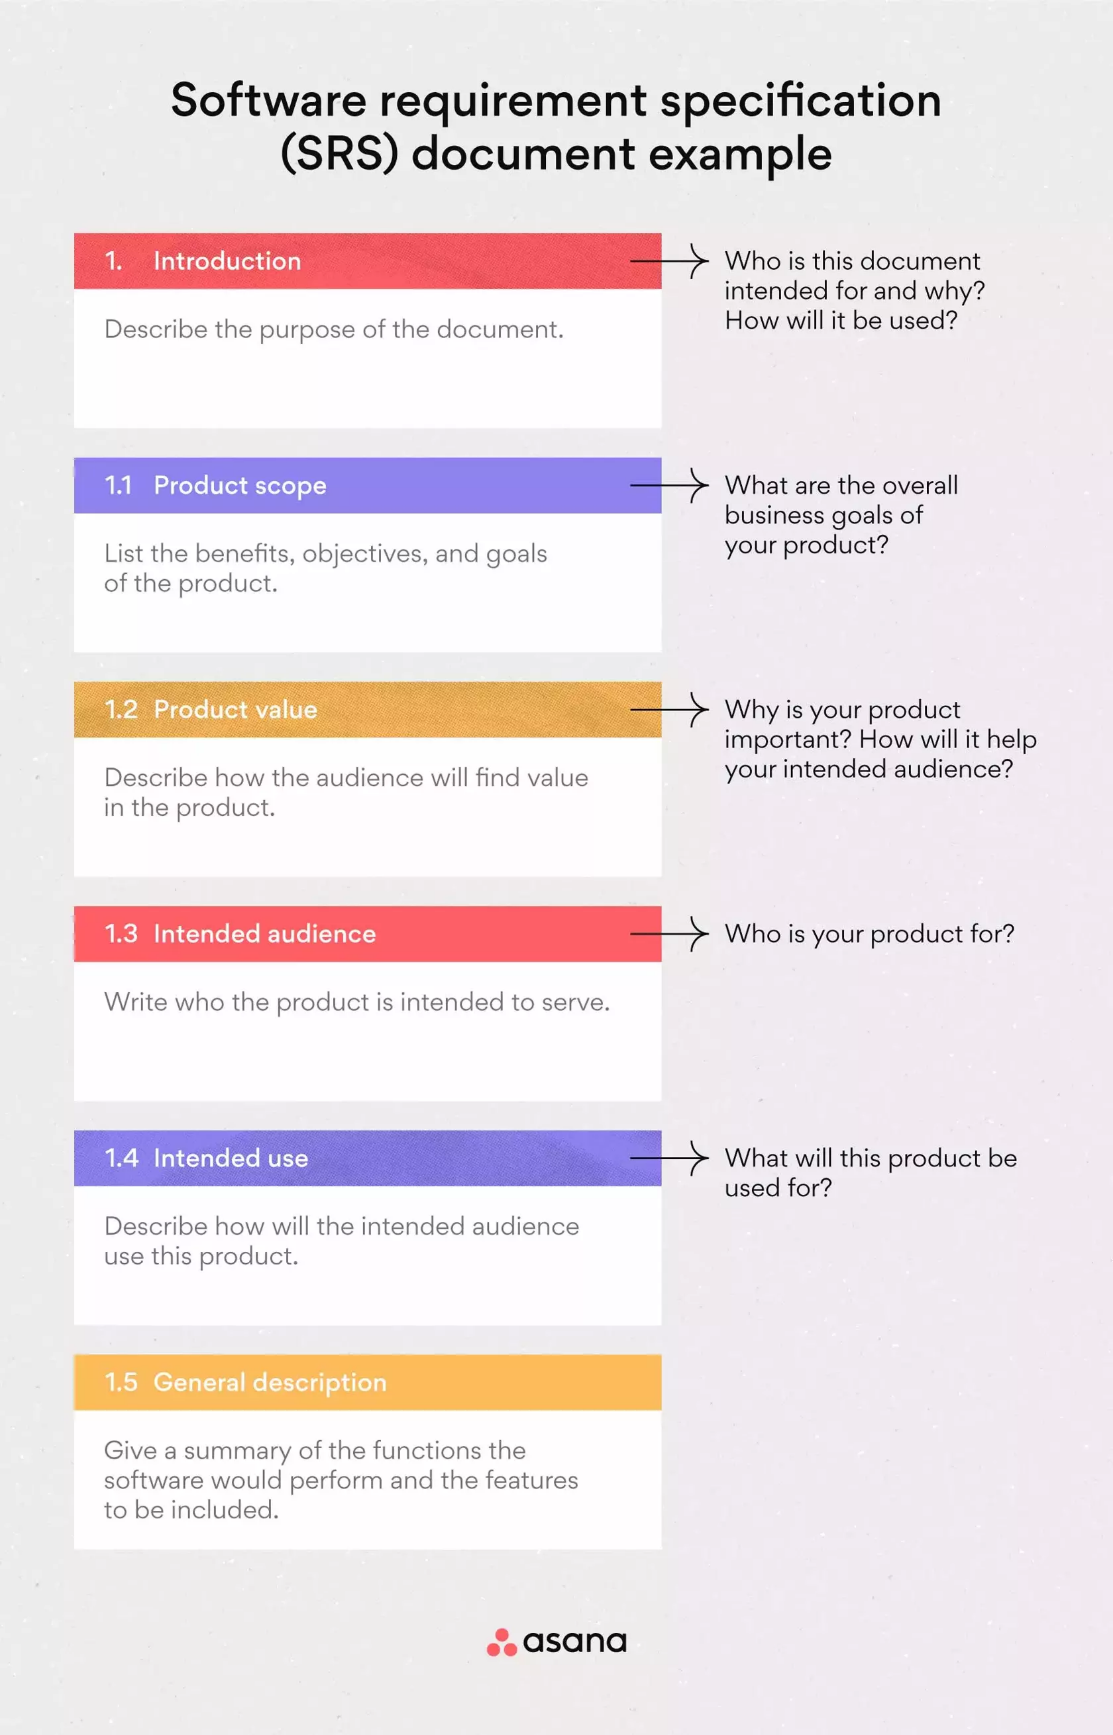 Software requirement specification
(SRS) document example
1. Introduction
Who is this document
intended for and why?
How will it be used?
Describe the purpose of the document.
1.1 Product scope
What are the overall
business goals of
your product?
List the benefits, objectives, and goals
of the product.
1.2 Product value
Why is your product
important? How will it help
your intended audience?
Describe how the audience will find value
in the product.
1.3 Intended audience
Who is your product for?
Write who the product is intended to serve.
1.4 Intended use
What will this product be
used for?
Describe how will the intended audience
use this product.
1.5 General description
Give a summary of the functions the
software would perform and the features
to be included.
asana